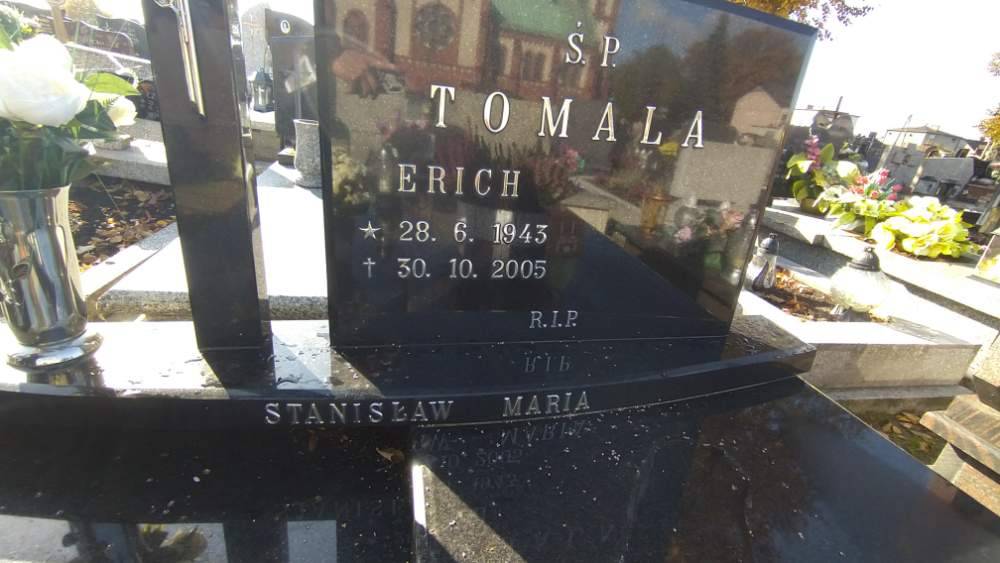 Ś. P.
TOMALA
ERICH
★ 28. 6. 1943
† 30. 10. 2005
R.I.P.
STANISŁAW MARIA